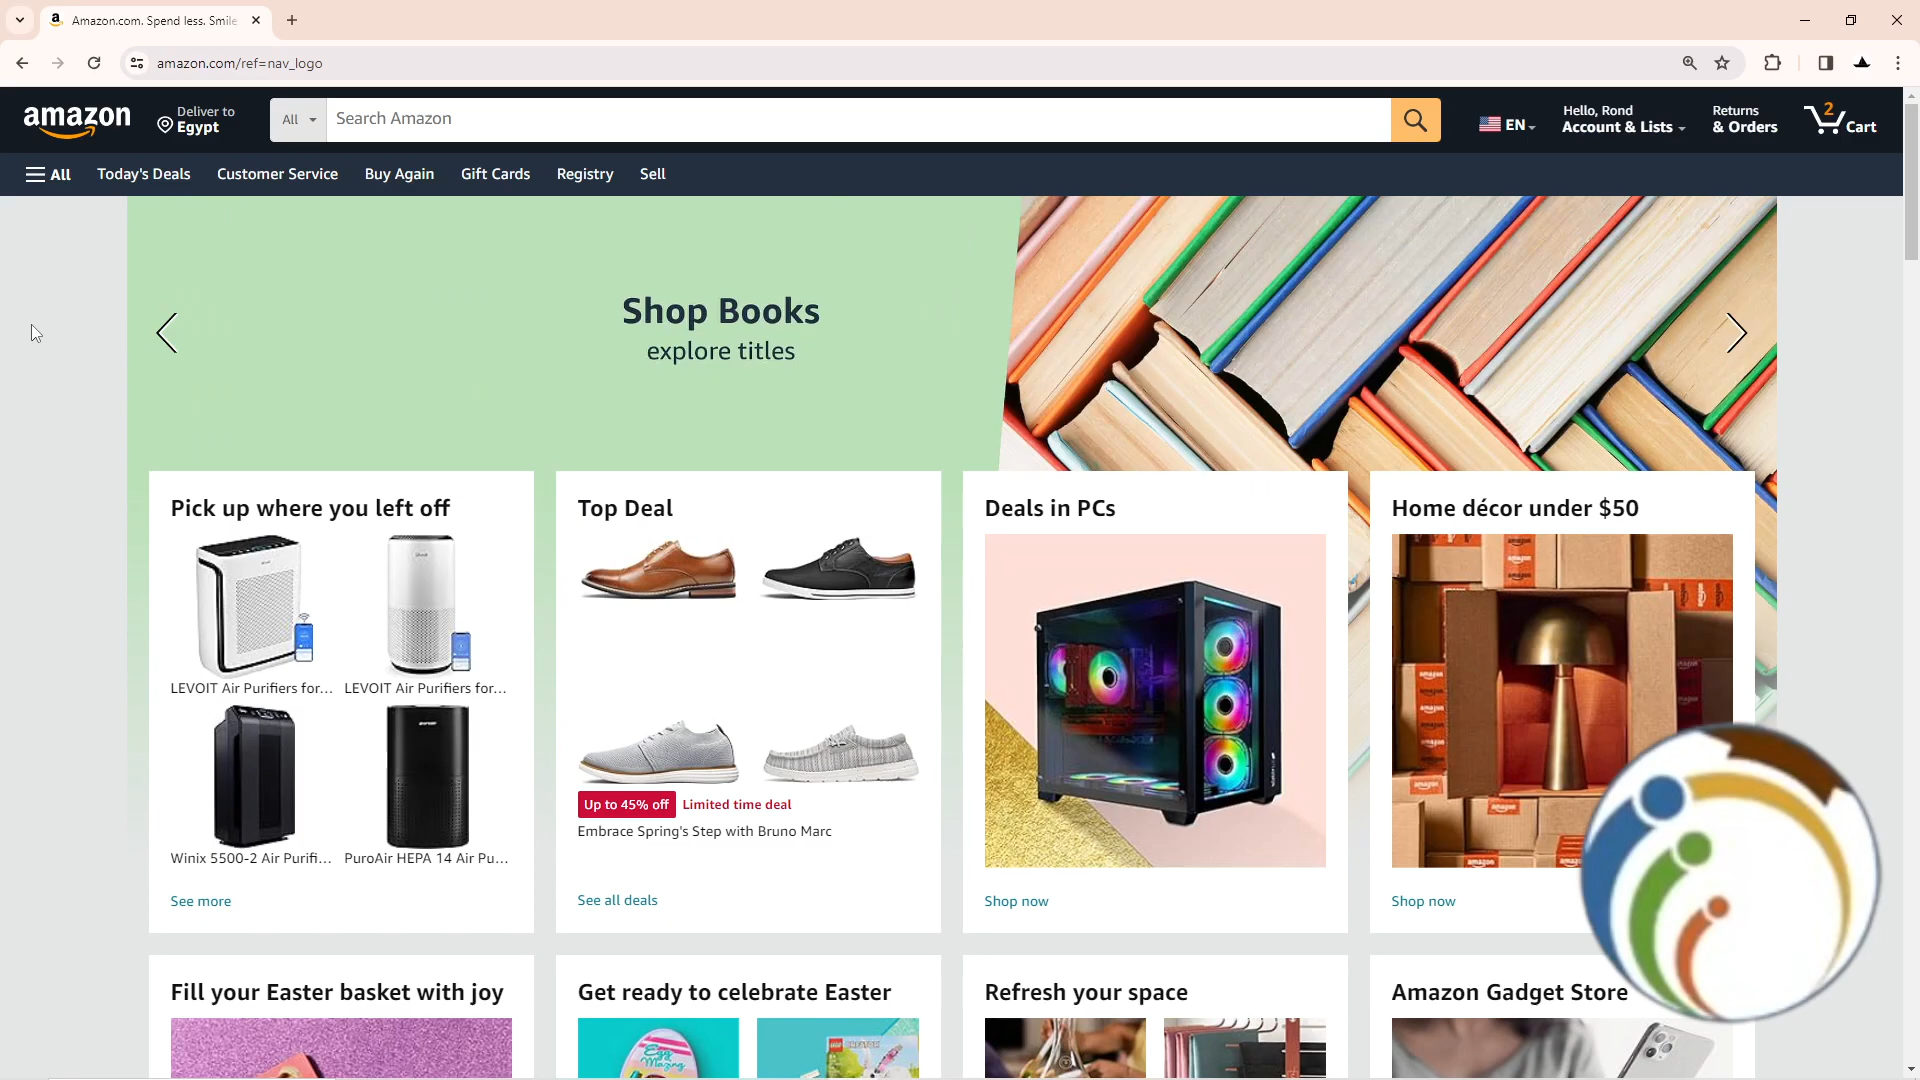 Amazon.com. Spend less. Smile
amazon.com/ref=nav_logo
amazon
Deliver to
Egypt
All
Search Amazon
EN
Hello, Rond
Account & Lists
Returns
& Orders
2
Cart
All
Today's Deals
Customer Service
Buy Again
Gift Cards
Registry
Sell
Shop Books
explore titles
Pick up where you left off
LEVOIT Air Purifiers for...
LEVOIT Air Purifiers for...
Winix 5500-2 Air Purifi...
PuroAir HEPA 14 Air Pu...
See more
Top Deal
Up to 45% off
Limited time deal
Embrace Spring's Step with Bruno Marc
See all deals
Deals in PCs
Shop now
Home décor under $50
Shop now
Fill your Easter basket with joy
Get ready to celebrate Easter
Refresh your space
Amazon Gadget Store